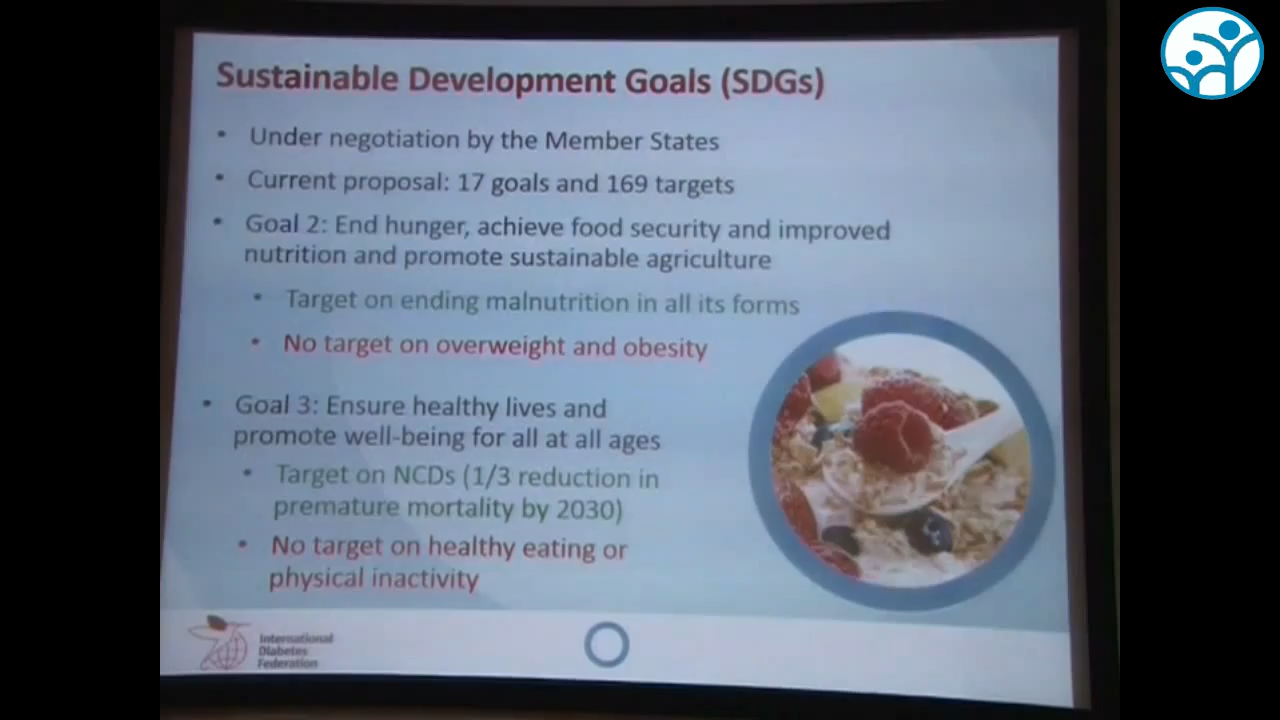 Sustainable Development Goals (SDGs)
• Under negotiation by the Member States
• Current proposal: 17 goals and 169 targets
• Goal 2: End hunger, achieve food security and improved
nutrition and promote sustainable agriculture
• Target on ending malnutrition in all its forms
• No target on overweight and obesity
• Goal 3: Ensure healthy lives and
promote well-being for all at all ages
• Target on NCDs (1/3 reduction in
premature mortality by 2030)
• No target on healthy eating or
physical inactivity
International
Diabetes
Federation